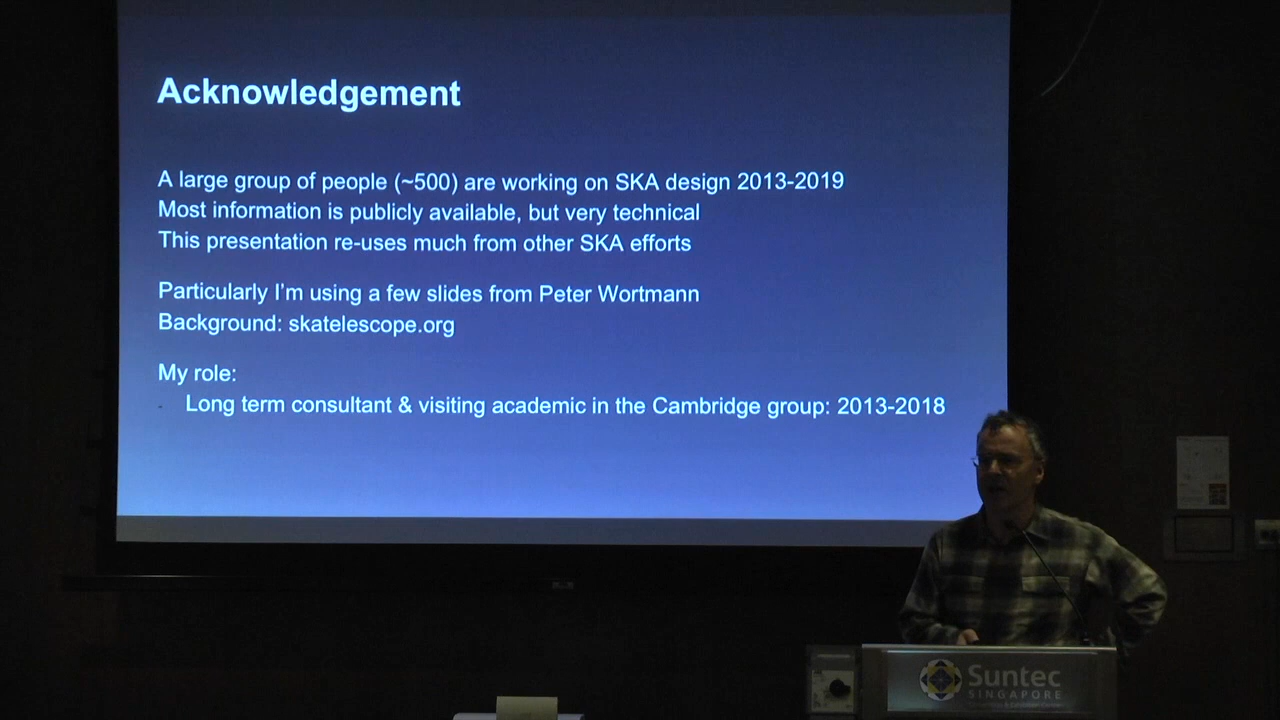 Acknowledgement
A large group of people (~500) are working on SKA design 2013-2019
Most information is publicly available, but very technical
This presentation re-uses much from other SKA efforts
Particularly I'm using a few slides from Peter Wortmann
Background: skatelescope.org
My role:
Long term consultant & visiting academic in the Cambridge group: 2013-2018
Suntec
SINGAPORE